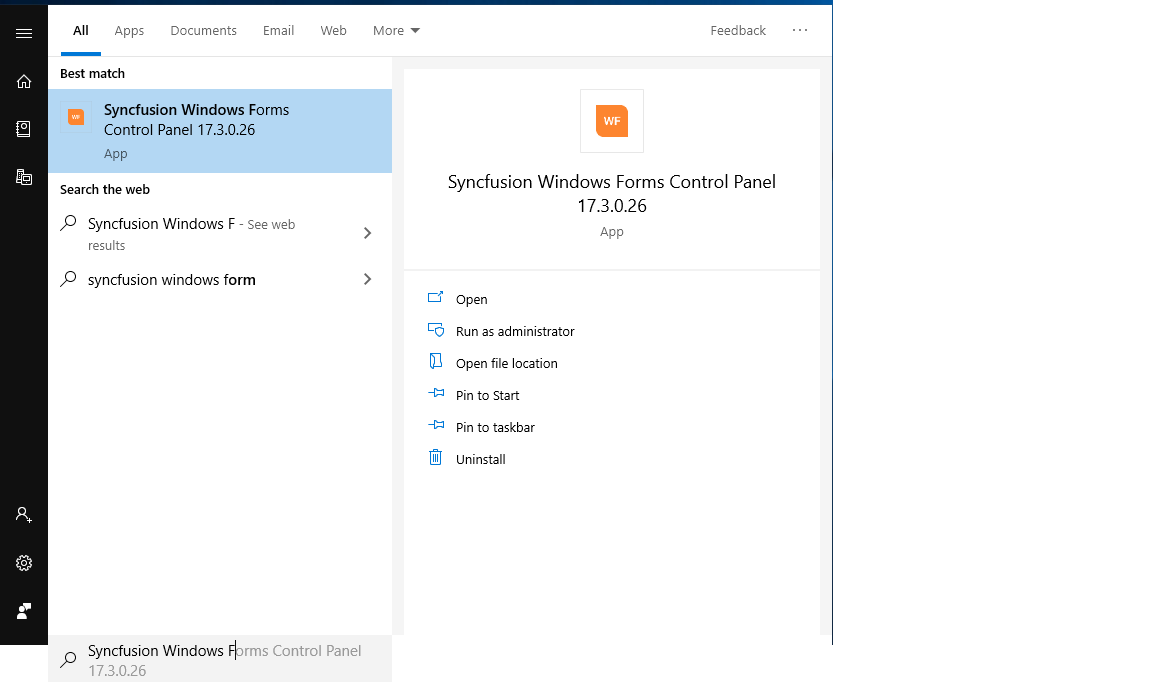 All Apps Documents Email Web More Feedback ···
Best match
WF
Syncfusion Windows Forms
Control Panel 17.3.0.26
App
Search the web
Syncfusion Windows F - See web
results
syncfusion windows form
WF
Syncfusion Windows Forms Control Panel
17.3.0.26
App
Open
Run as administrator
Open file location
Pin to Start
Pin to taskbar
Uninstall
Syncfusion Windows Forms Control Panel
17.3.0.26